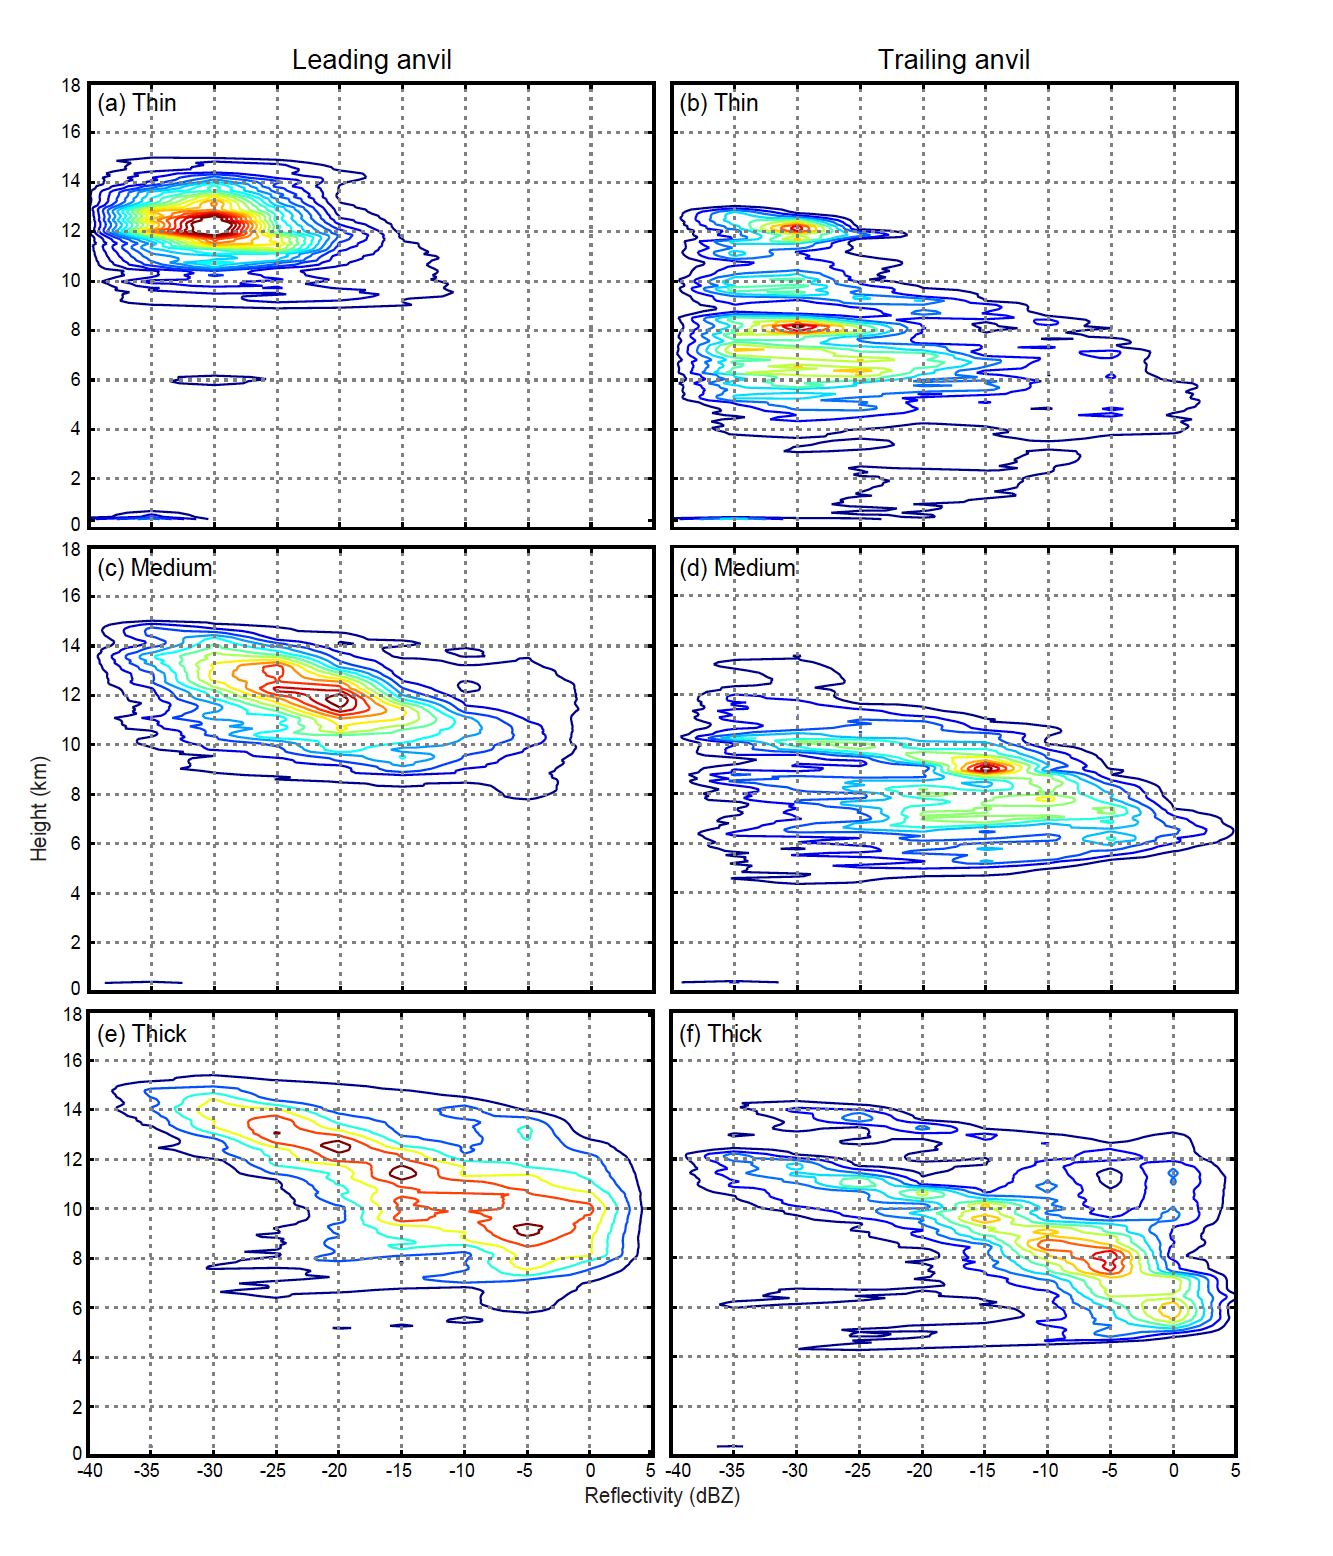 Leading anvil
Trailing anvil
18
16
14
12
10
8
6
4
2
0
(a) Thin
(b) Thin
18
16
14
12
10
8
6
4
2
0
(c) Medium
(d) Medium
Height (km)
18
16
14
12
10
8
6
4
2
0
(e) Thick
(f) Thick
-40 -35 -30 -25 -20 -15 -10 -5 0 5
-40 -35 -30 -25 -20 -15 -10 -5 0 5
Reflectivity (dBZ)